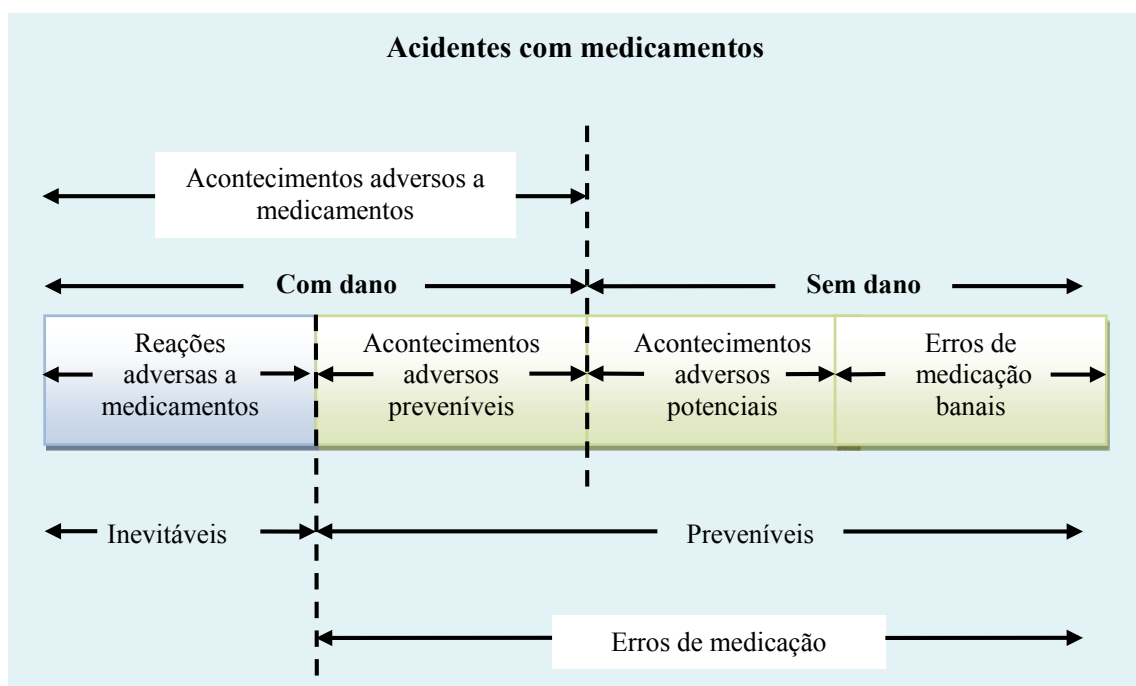 Acidentes com medicamentos
Acontecimentos adversos a
medicamentos
Com dano
Sem dano
Reações
adversas a
medicamentos
Acontecimentos
adversos
preveníveis
Acontecimentos
adversos
potenciais
Erros de
medicação
banais
Inevitáveis
Preveníveis
Erros de medicação